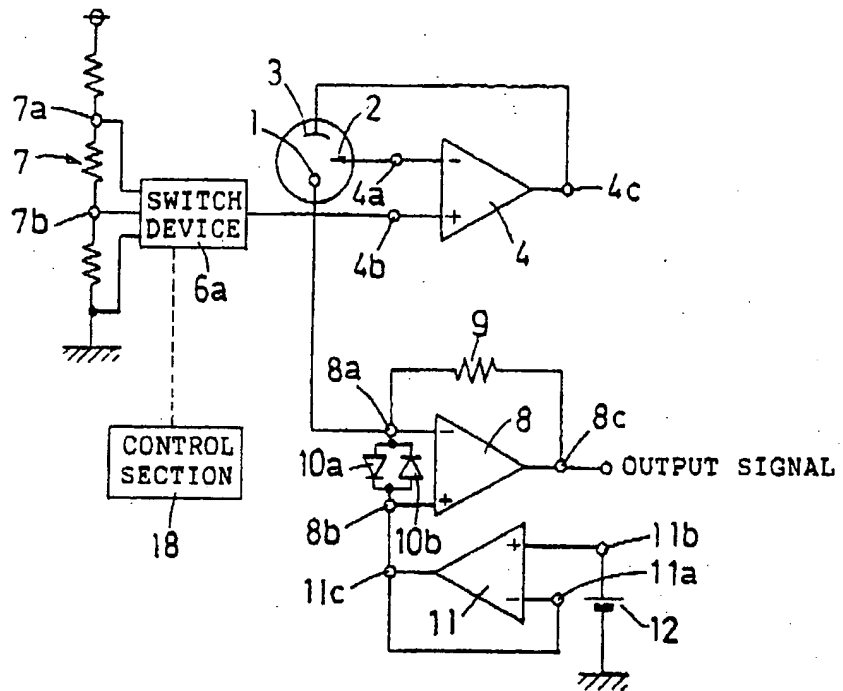 3
2
1
7a
7
7b
SWITCH
DEVICE
6a
4a
4b
-
+
4
4c
9
8a
8
8c
-
+
OUTPUT SIGNAL
10a
10b
8b
CONTROL
SECTION
18
11c
11
+
-
11b
11a
12